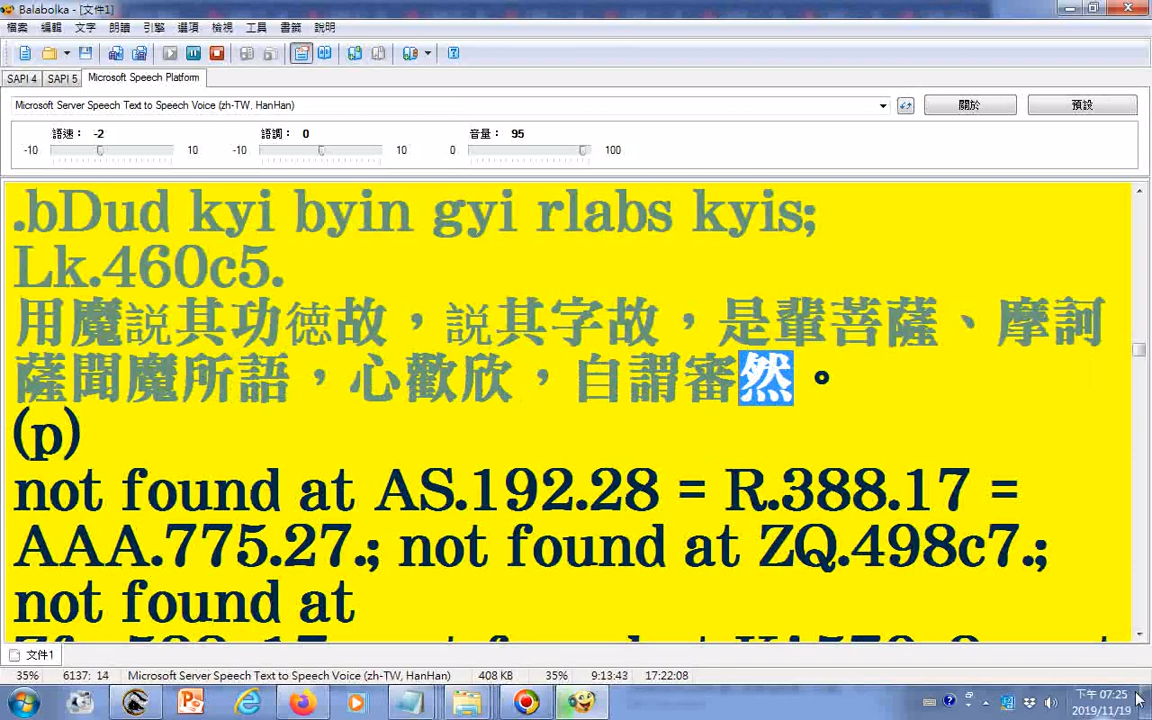 Balabolka - [文件1]
檔案 編輯 文字 朗讀 引擎 選項 檢視 工具 書籤 說明
SAPI 4 SAPI 5 Microsoft Speech Platform
Microsoft Server Speech Text to Speech Voice (zh-TW, HanHan) 關於 預設
語速： -2 語調： 0 音量： 95
-10 10 -10 10 0 100
.bDud kyi byin gyi rlabs kyis;
Lk.460c5.
用魔説其功徳故，説其字故，是輩菩薩、摩訶
薩聞魔所語，心歡欣，自謂審然。
(p)
not found at AS.192.28 = R.388.17 =
AAA.775.27.; not found at ZQ.498c7.;
not found at
文件1
35% 6137: 14 Microsoft Server Speech Text to Speech Voice (zh-TW, HanHan) 408 KB 35% 9:13:43 17:22:08
下午 07:25
2019/11/19